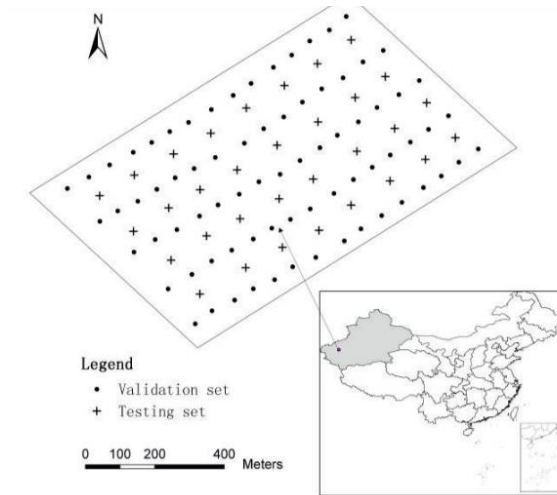 N
Legend
Validation set
Testing set
0 100 200 400
Meters